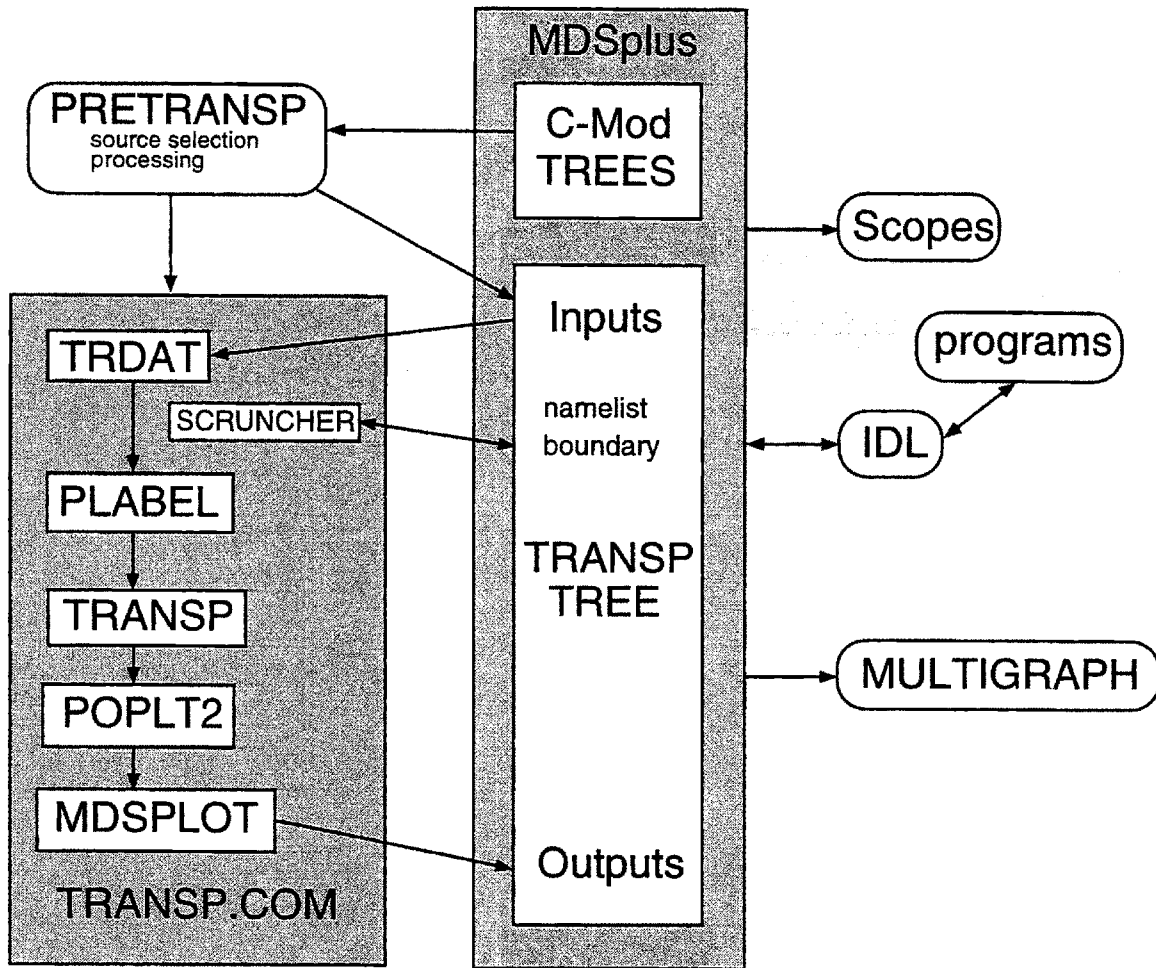 MDSplus
PRETRANSP
source selection
processing
C-Mod
TREES
Scopes
Inputs
TRDAT
programs
SCRUNCHER
namelist
boundary
IDL
PLABEL
TRANSP
TREE
TRANSP
POPLT2
MULTIGRAPH
MDSPLOT
Outputs
TRANSP.COM